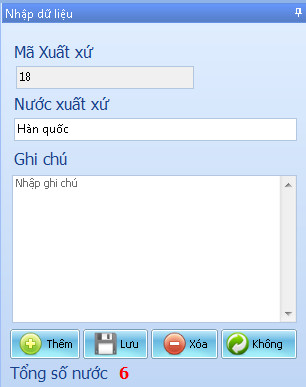 Nhập dữ liệu
Mã Xuất xứ
18
Nước xuất xứ
Hàn quốc
Ghi chú
Nhập ghi chú
Thêm Lưu Xóa Không
Tổng số nước 6